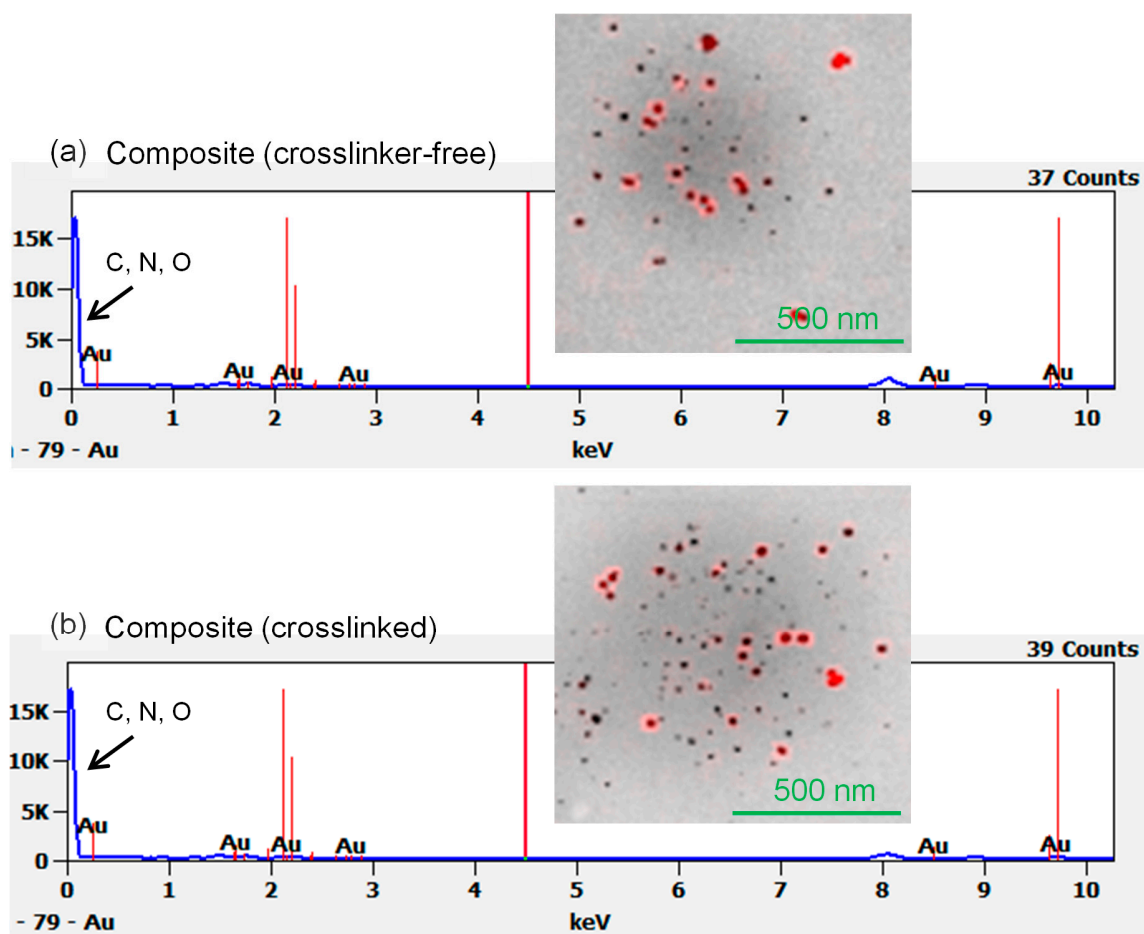 (a) Composite (crosslinker-free)
37 Counts
15K
10K
5K
0
C, N, O
Au Au Au Au Au Au
500 nm
0 1 2 3 4 5 6 7 8 9 10
keV
- 79 - Au
(b) Composite (crosslinked)
39 Counts
15K
10K
5K
0
C, N, O
Au Au Au Au Au Au
500 nm
0 1 2 3 4 5 6 7 8 9 10
keV
- 79 - Au